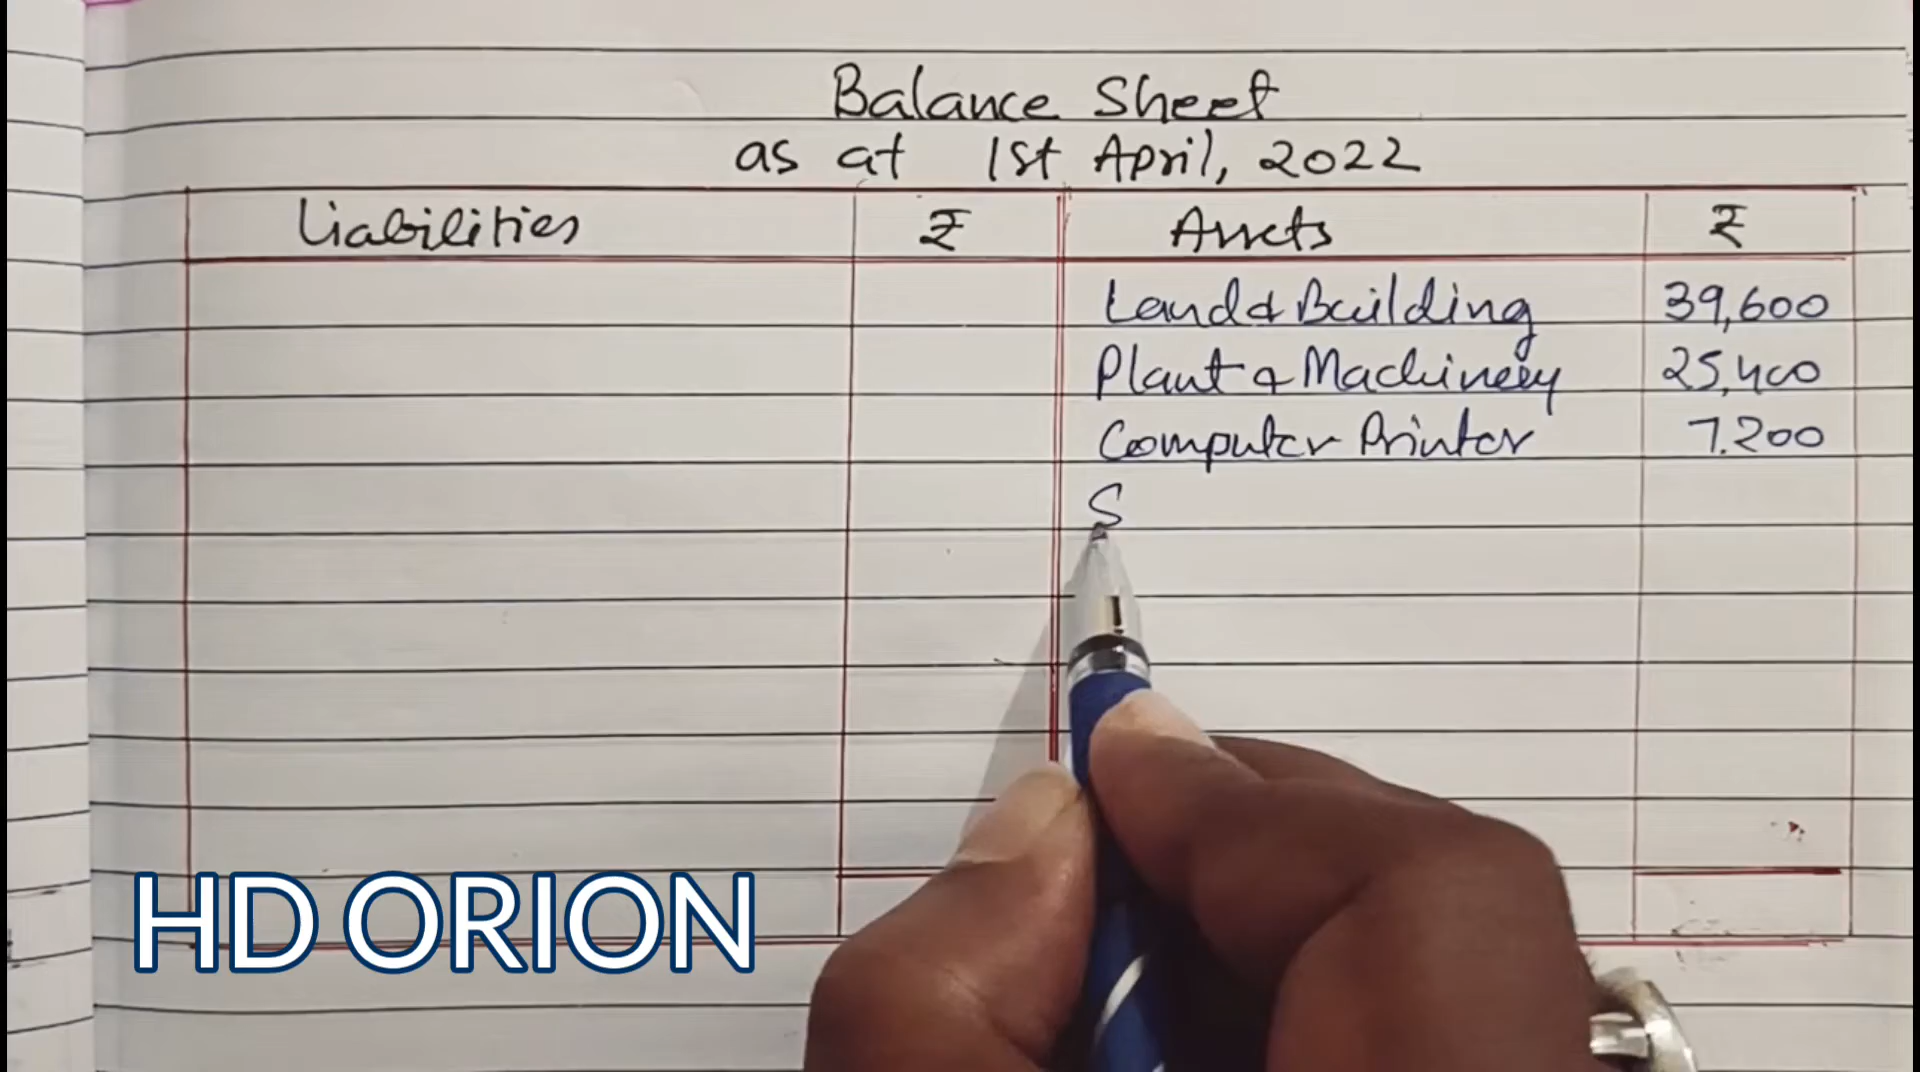 Balance Sheet
as at 1st April, 2022
Liabilities ₹ Assets ₹
Land & Building 39,600
Plant & Machinery 25,400
Computer Printer 7.200
S
HD ORION